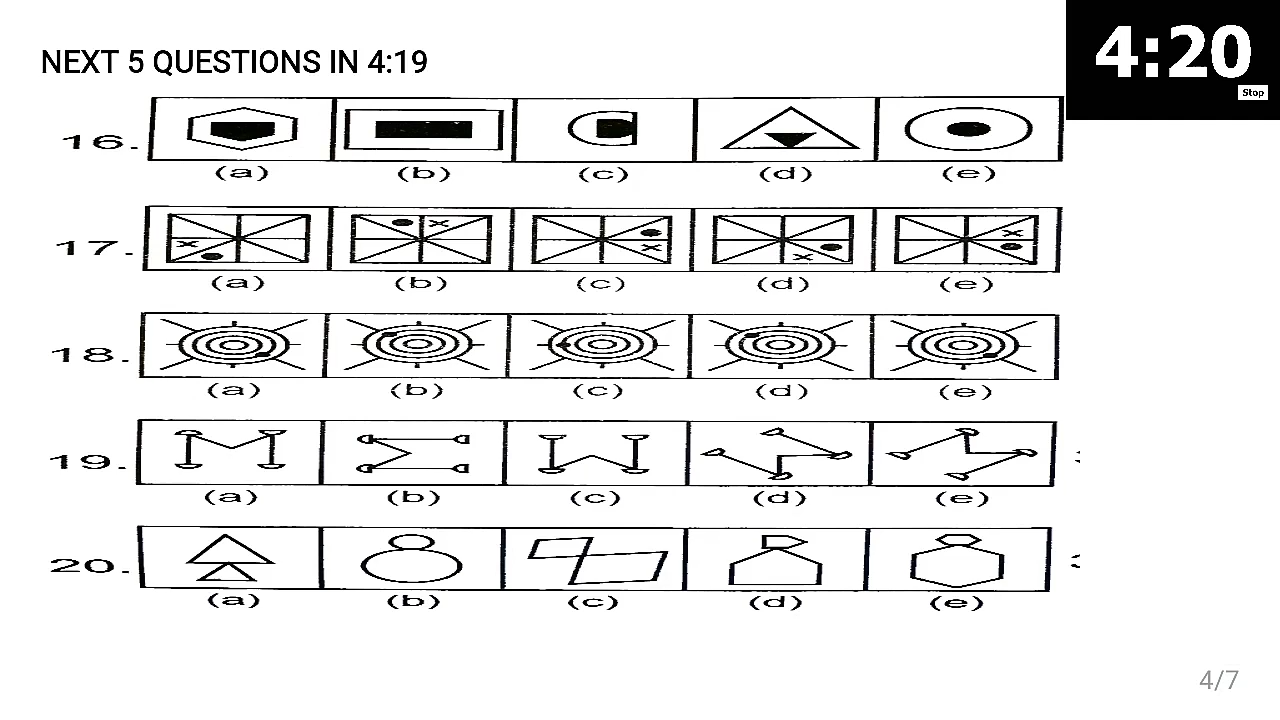 4:20
Stop
NEXT 5 QUESTIONS IN 4:19
16.
(a) (b) (c) (d) (e)
17.
(a) (b) (c) (d) (e)
18.
(a) (b) (c) (d) (e)
19.
(a) (b) (c) (d) (e)
20.
(a) (b) (c) (d) (e)
4/7